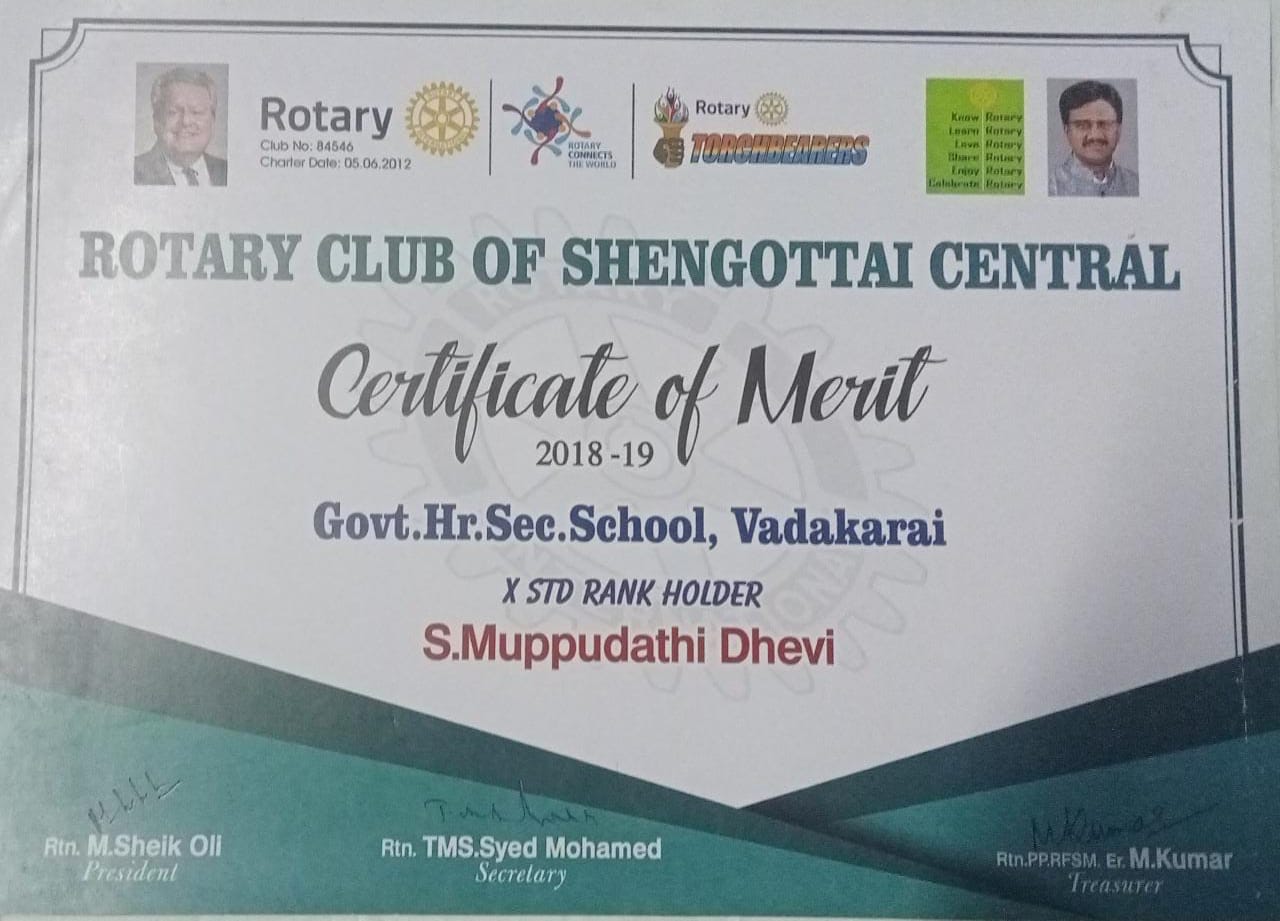 Rotary
Club No: 84546
Charter Date: 05.06.2012
ROTARY
CONNECTS
THE WORLD
Rotary
TORCHBEARERS
Know Rotary
Learn Rotary
Love Rotary
Share Rotary
Enjoy Rotary
Celebrate Rotary
ROTARY CLUB OF SHENGOTTAI CENTRAL
Certificate of Merit
2018-19
Govt.Hr.Sec.School, Vadakarai
X STD RANK HOLDER
S.Muppudathi Dhevi
Rtn. M.Sheik Oli
President
Rtn. TMS.Syed Mohamed
Secretary
Rtn.PP.RFSM. Er. M.Kumar
Treasurer